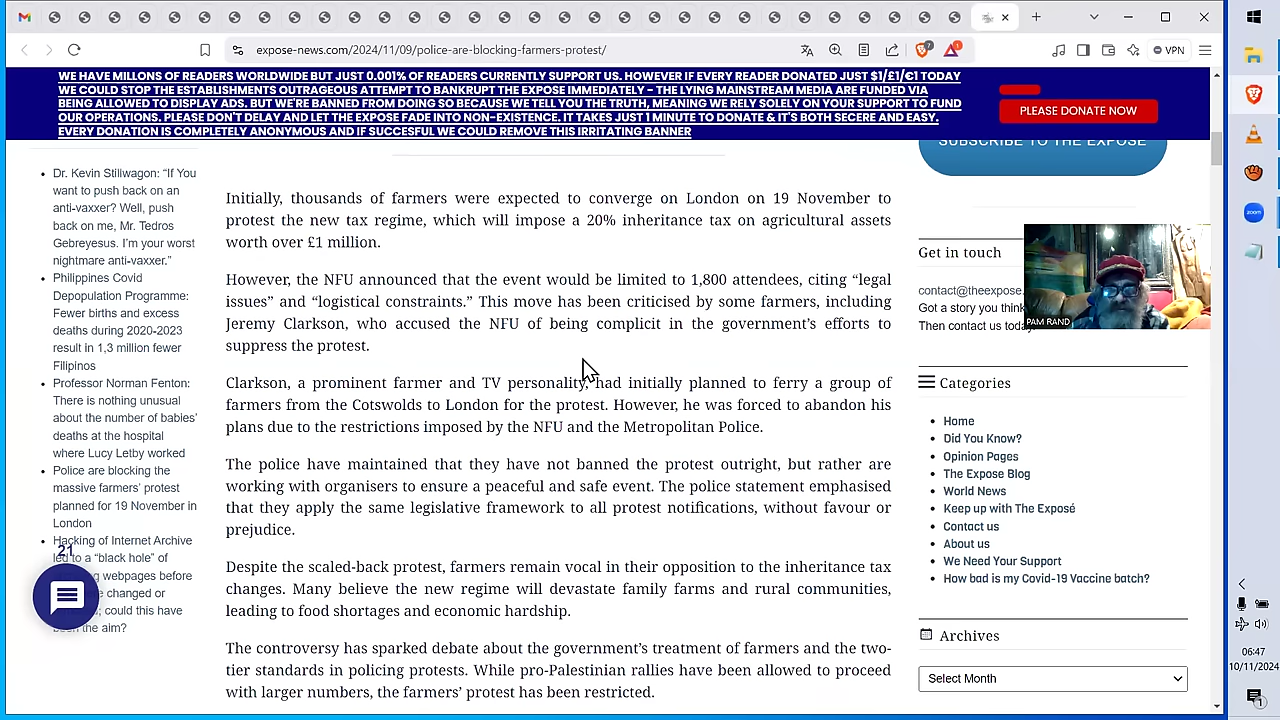 expose-news.com/2024/11/09/police-are-blocking-farmers-protest/
VPN
WE HAVE MILLONS OF READERS WORLDWIDE BUT JUST 0.001% OF READERS CURRENTLY SUPPORT US. HOWEVER IF EVERY READER DONATED JUST $1/£1/€1 TODAY
WE COULD STOP THE ESTABLISHMENTS OUTRAGEOUS ATTEMPT TO BANKRUPT THE EXPOSE IMMEDIATELY - THE LYING MAINSTREAM MEDIA ARE FUNDED VIA
BEING ALLOWED TO DISPLAY ADS. BUT WE'RE BANNED FROM DOING SO BECAUSE WE TELL YOU THE TRUTH, MEANING WE RELY SOLELY ON YOUR SUPPORT TO FUND
OUR OPERATIONS. PLEASE DON'T DELAY AND LET THE EXPOSE FADE INTO NON-EXISTENCE. IT TAKES JUST 1 MINUTE TO DONATE & IT'S BOTH SECERE AND EASY.
EVERY DONATION IS COMPLETELY ANONYMOUS AND IF SUCCESFUL WE COULD REMOVE THIS IRRITATING BANNER
PLEASE DONATE NOW
SUBSCRIBE TO THE EXPOSE
Dr. Kevin Stillwagon: “If You
want to push back on an
anti-vaxxer? Well, push
back on me, Mr. Tedros
Gebreyesus. I’m your worst
nightmare anti-vaxxer.”
Philippines Covid
Depopulation Programme:
Fewer births and excess
deaths during 2020-2023
result in 1,3 million fewer
Filipinos
Professor Norman Fenton:
There is nothing unusual
about the number of babies’
deaths at the hospital
where Lucy Letby worked
Police are blocking the
massive farmers’ protest
planned for 19 November in
London
Hacking of Internet Archive
led to a “black hole” of
webpages before
changed or
could this have
the aim?
21
Initially, thousands of farmers were expected to converge on London on 19 November to
protest the new tax regime, which will impose a 20% inheritance tax on agricultural assets
worth over £1 million.
However, the NFU announced that the event would be limited to 1,800 attendees, citing “legal
issues” and “logistical constraints.” This move has been criticised by some farmers, including
Jeremy Clarkson, who accused the NFU of being complicit in the government’s efforts to
suppress the protest.
Clarkson, a prominent farmer and TV personality, had initially planned to ferry a group of
farmers from the Cotswolds to London for the protest. However, he was forced to abandon his
plans due to the restrictions imposed by the NFU and the Metropolitan Police.
The police have maintained that they have not banned the protest outright, but rather are
working with organisers to ensure a peaceful and safe event. The police statement emphasised
that they apply the same legislative framework to all protest notifications, without favour or
prejudice.
Despite the scaled-back protest, farmers remain vocal in their opposition to the inheritance tax
changes. Many believe the new regime will devastate family farms and rural communities,
leading to food shortages and economic hardship.
The controversy has sparked debate about the government’s treatment of farmers and the two-
tier standards in policing protests. While pro-Palestinian rallies have been allowed to proceed
with larger numbers, the farmers’ protest has been restricted.
Get in touch
contact@theexpose.
Got a story you think
Then contact us today
PAM RAND
Categories
Home
Did You Know?
Opinion Pages
The Expose Blog
World News
Keep up with The Exposé
Contact us
About us
We Need Your Support
How bad is my Covid-19 Vaccine batch?
Archives
Select Month
zoom
06:47
10/11/2024